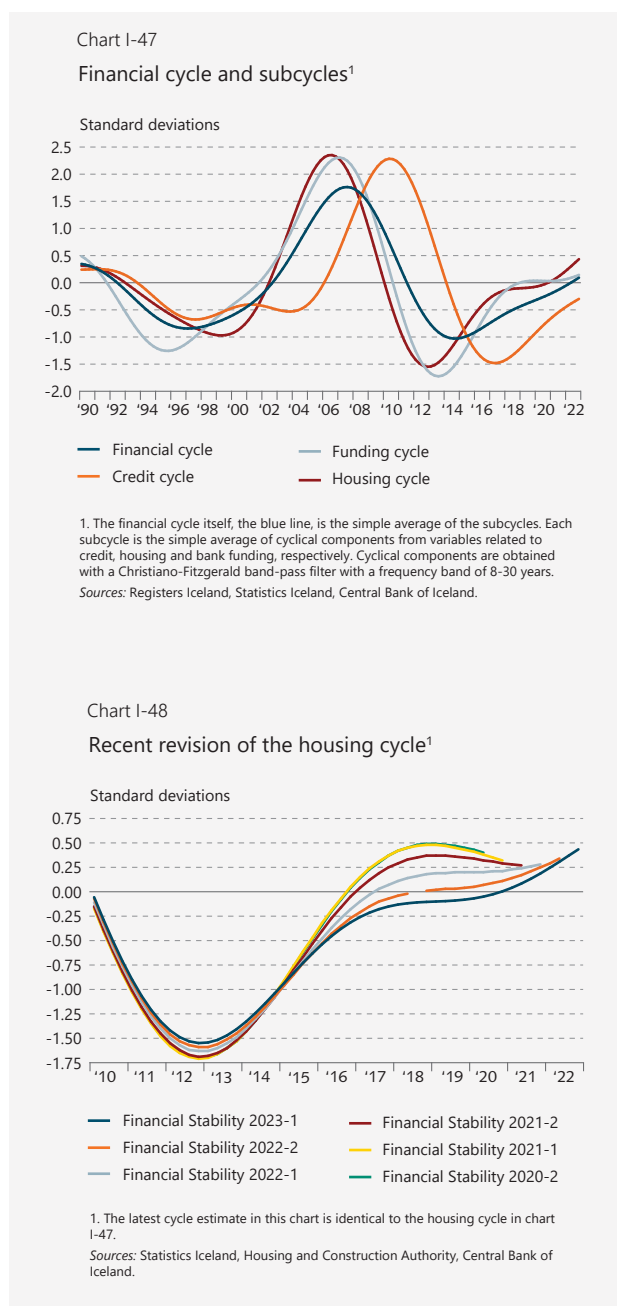 Chart I-47
Financial cycle and subcycles¹
Standard deviations
2.5
2.0
1.5
1.0
0.5
0.0
-0.5
-1.0
-1.5
-2.0
‘90 ‘92 ‘94 ‘96 ‘98 ‘00 ‘02 ‘04 ‘06 ‘08 ‘10 ‘12 ‘14 ‘16 ‘18 ‘20 ‘22
Financial cycle
Funding cycle
Credit cycle
Housing cycle
1. The financial cycle itself, the blue line, is the simple average of the subcycles. Each
subcycle is the simple average of cyclical components from variables related to
credit, housing and bank funding, respectively. Cyclical components are obtained
with a Christiano-Fitzgerald band-pass filter with a frequency band of 8-30 years.
Sources: Registers Iceland, Statistics Iceland, Central Bank of Iceland.
Chart I-48
Recent revision of the housing cycle¹
Standard deviations
0.75
0.50
0.25
0.00
-0.25
-0.50
-0.75
-1.00
-1.25
-1.50
-1.75
‘10 ‘11 ‘12 ‘13 ‘14 ‘15 ‘16 ‘17 ‘18 ‘19 ‘20 ‘21 ‘22
Financial Stability 2023-1
Financial Stability 2021-2
Financial Stability 2022-2
Financial Stability 2021-1
Financial Stability 2022-1
Financial Stability 2020-2
1. The latest cycle estimate in this chart is identical to the housing cycle in chart
I-47.
Sources: Statistics Iceland, Housing and Construction Authority, Central Bank of
Iceland.